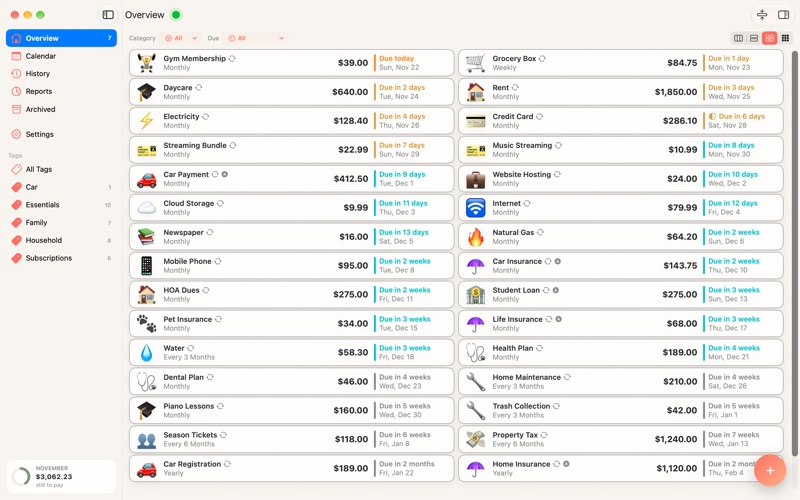 Overview
Overview 7
Calendar
History
Reports
Archived
Settings
Tags
All Tags
Car 1
Essentials 10
Family 7
Household 8
Subscriptions 6
NOVEMBER
$3,062.23
still to pay
Category All Due All
Gym Membership
Monthly
$39.00
Due today
Sun, Nov 22
Grocery Box
Weekly
$84.75
Due in 1 day
Mon, Nov 23
Daycare
Monthly
$640.00
Due in 2 days
Tue, Nov 24
Rent
Monthly
$1,850.00
Due in 3 days
Wed, Nov 25
Electricity
Monthly
$128.40
Due in 4 days
Thu, Nov 26
Credit Card
Monthly
$286.10
Due in 6 days
Sat, Nov 28
Streaming Bundle
Monthly
$22.99
Due in 7 days
Sun, Nov 29
Music Streaming
Monthly
$10.99
Due in 8 days
Mon, Nov 30
Car Payment
Monthly
$412.50
Due in 9 days
Tue, Dec 1
Website Hosting
Monthly
$24.00
Due in 10 days
Wed, Dec 2
Cloud Storage
Monthly
$9.99
Due in 11 days
Thu, Dec 3
Internet
Monthly
$79.99
Due in 12 days
Fri, Dec 4
Newspaper
Monthly
$16.00
Due in 13 days
Sat, Dec 5
Natural Gas
Monthly
$64.20
Due in 2 weeks
Sun, Dec 6
Mobile Phone
Monthly
$95.00
Due in 2 weeks
Tue, Dec 8
Car Insurance
Monthly
$143.75
Due in 2 weeks
Thu, Dec 10
HOA Dues
Monthly
$275.00
Due in 2 weeks
Fri, Dec 11
Student Loan
Monthly
$275.00
Due in 3 weeks
Sun, Dec 13
Pet Insurance
Monthly
$34.00
Due in 3 weeks
Tue, Dec 15
Life Insurance
Monthly
$68.00
Due in 3 weeks
Thu, Dec 17
Water
Every 3 Months
$58.30
Due in 3 weeks
Fri, Dec 18
Health Plan
Monthly
$189.00
Due in 4 weeks
Mon, Dec 21
Dental Plan
Monthly
$46.00
Due in 4 weeks
Wed, Dec 23
Home Maintenance
Every 3 Months
$210.00
Due in 4 weeks
Sat, Dec 26
Piano Lessons
Monthly
$160.00
Due in 5 weeks
Wed, Dec 30
Trash Collection
Every 3 Months
$42.00
Due in 5 weeks
Fri, Jan 1
Season Tickets
Every 6 Months
$118.00
Due in 6 weeks
Fri, Jan 8
Property Tax
Every 6 Months
$1,240.00
Due in 7 weeks
Wed, Jan 13
Car Registration
Yearly
$189.00
Due in 2 months
Fri, Jan 22
Home Insurance
Yearly
$1,120.00
Due in 2
Thu, Feb 4